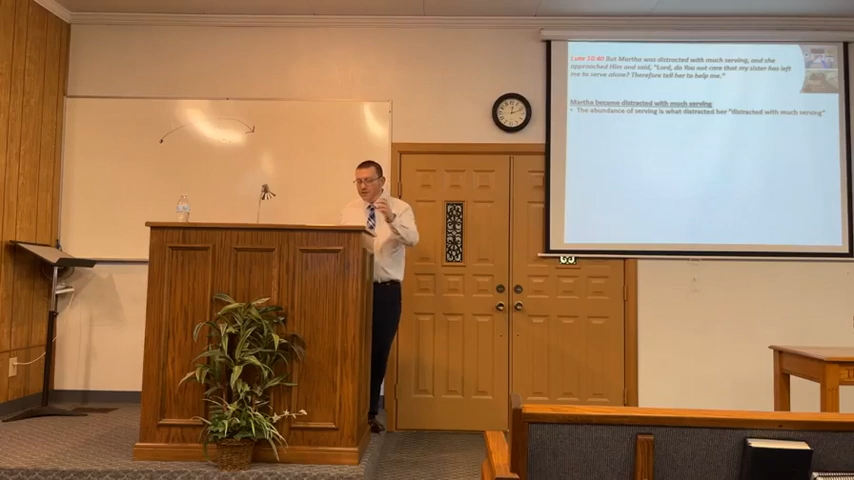 Luke 10:40 But Martha was distracted with much serving, and she
approached Him and said, "Lord, do You not care that my sister has left
me to serve alone? Therefore tell her to help me."
Martha became distracted with much serving
• The abundance of serving is what distracted her "distracted with much serving"